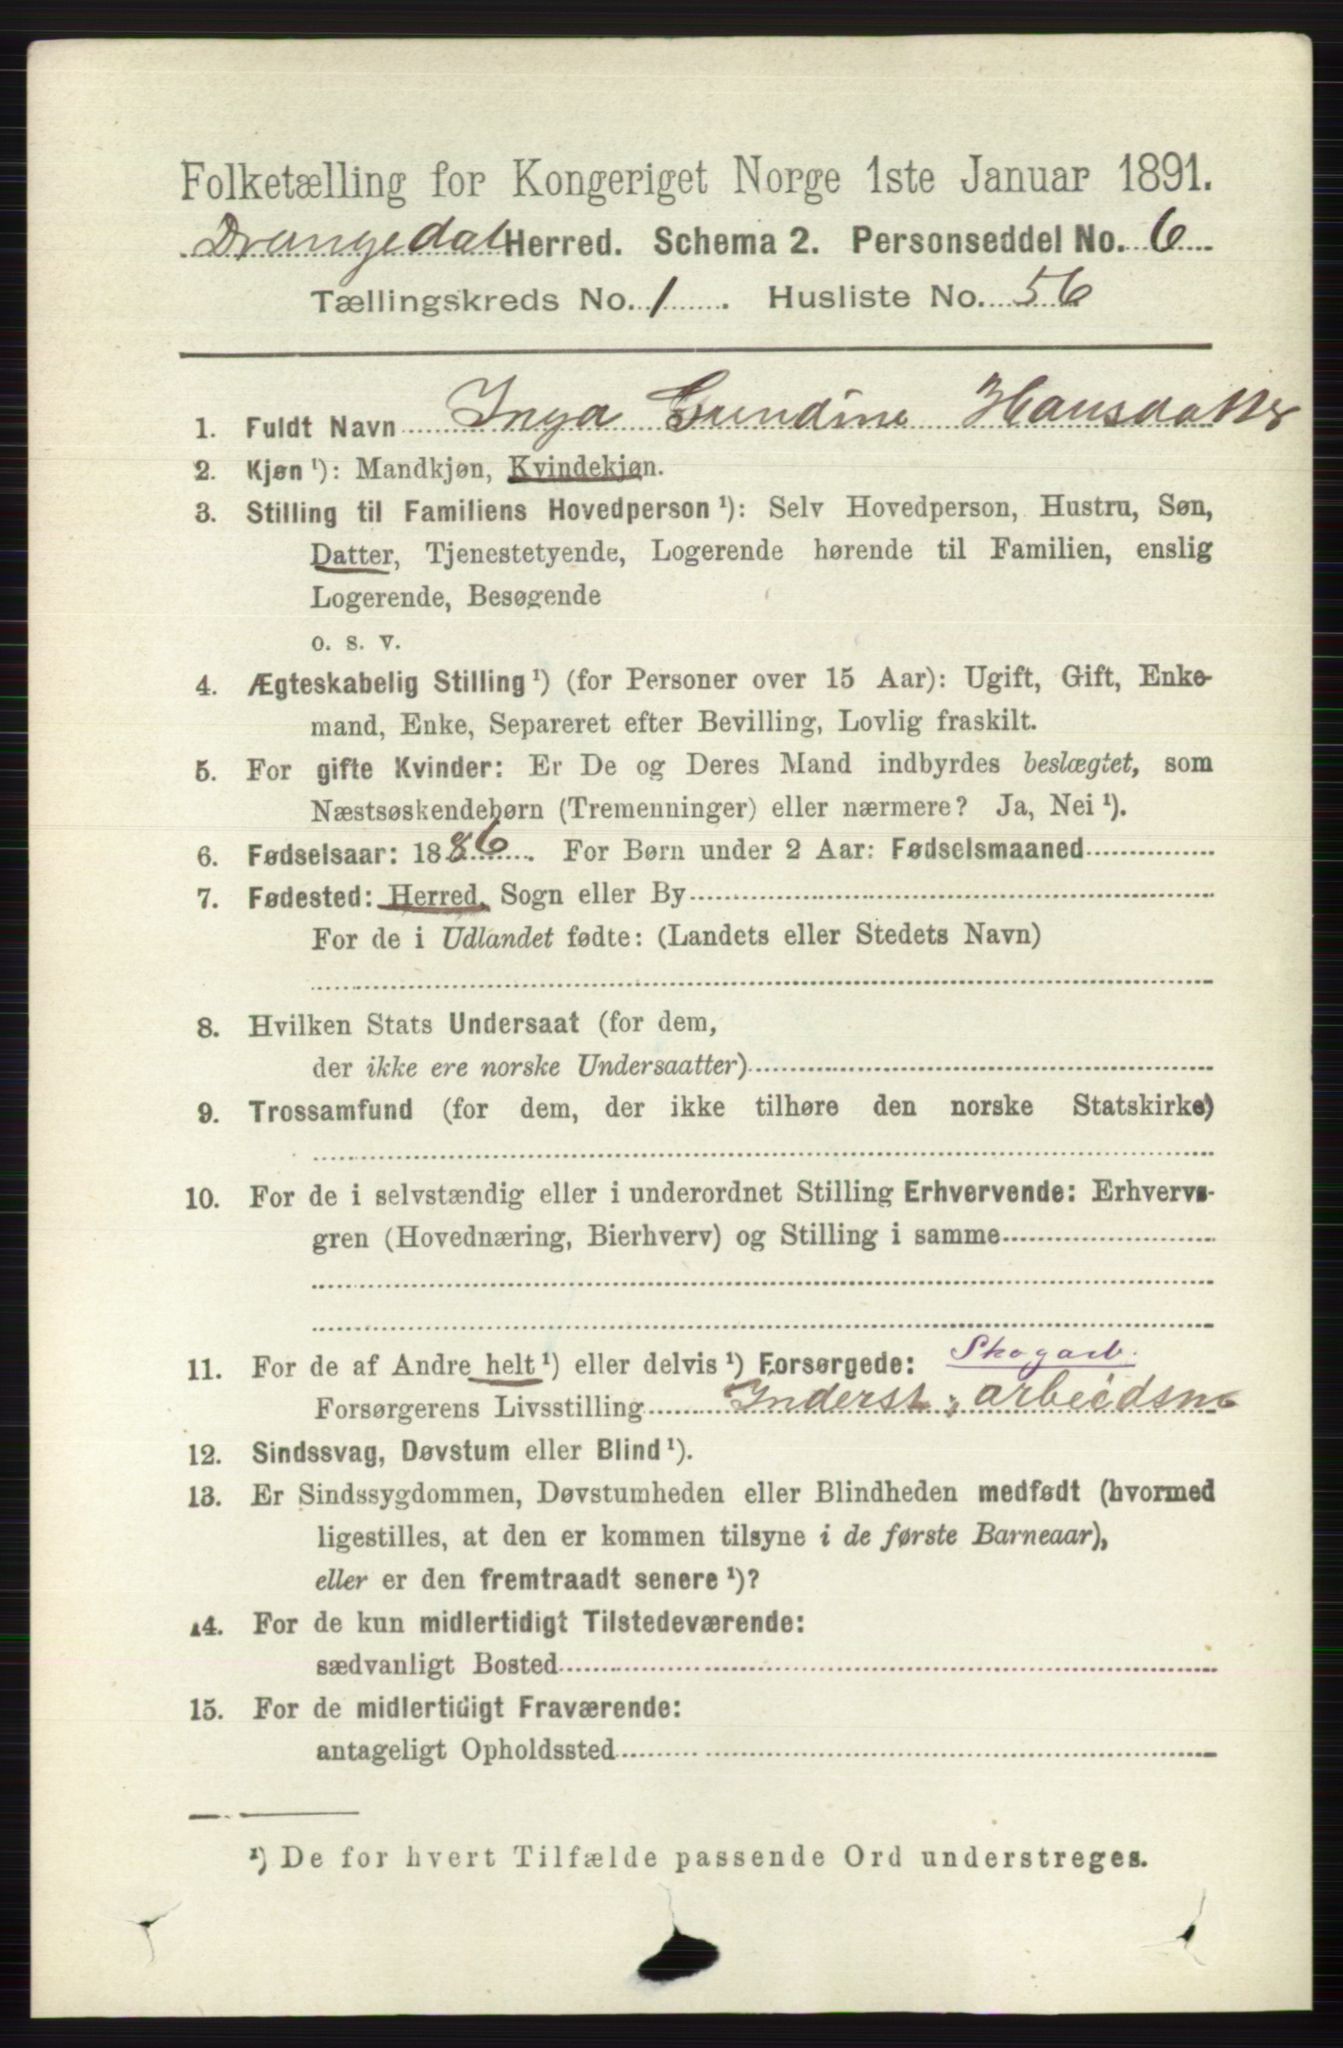 Folketælling for Kongeriget Norge 1ste Januar 1891.
Drangedal Herred. Schema 2. Personseddel No. 6
Tællingskreds No. 1. Husliste No. 56
1. Fuldt Navn Inga Gundine Hansdatter
2. Kjøn ¹): Mandkjøn, Kvindekjøn.
3. Stilling til Familiens Hovedperson ¹): Selv Hovedperson, Hustru, Søn,
Datter, Tjenestetyende, Logerende hørende til Familien, enslig
Logerende, Besøgende
o. s. v.
4. Ægteskabelig Stilling ¹) (for Personer over 15 Aar): Ugift, Gift, Enke-
mand, Enke, Separeret efter Bevilling, Lovlig fraskilt.
5. For gifte Kvinder: Er De og Deres Mand indbyrdes beslægtet, som
Næstsøskendebørn (Tremenninger) eller nærmere? Ja, Nei ¹).
6. Fødselsaar: 1886. For Børn under 2 Aar: Fødselsmaaned
7. Fødested: Herred, Sogn eller By
For de i Udlandet fødte: (Landets eller Stedets Navn)
8. Hvilken Stats Undersaat (for dem,
der ikke ere norske Undersaatter)
9. Trossamfund (for dem, der ikke tilhøre den norske Statskirke)
10. For de i selvstændig eller i underordnet Stilling Erhvervende: Erhvervs-
gren (Hovednæring, Bierhverv) og Stilling i samme
11. For de af Andre helt ¹) eller delvis ¹) Forsørgede: Skogarb.
Forsørgerens Livsstilling Inderst, arbeidsm
12. Sindssvag, Døvstum eller Blind ¹).
13. Er Sindssygdommen, Døvstumheden eller Blindheden medfødt (hvormed
ligestilles, at den er kommen tilsyne i de første Barneaar),
eller er den fremtraadt senere ¹)?
14. For de kun midlertidigt Tilstedeværende:
sædvanligt Bosted
15. For de midlertidigt Fraværende:
antageligt Opholdssted
¹) De for hvert Tilfælde passende Ord understreges.